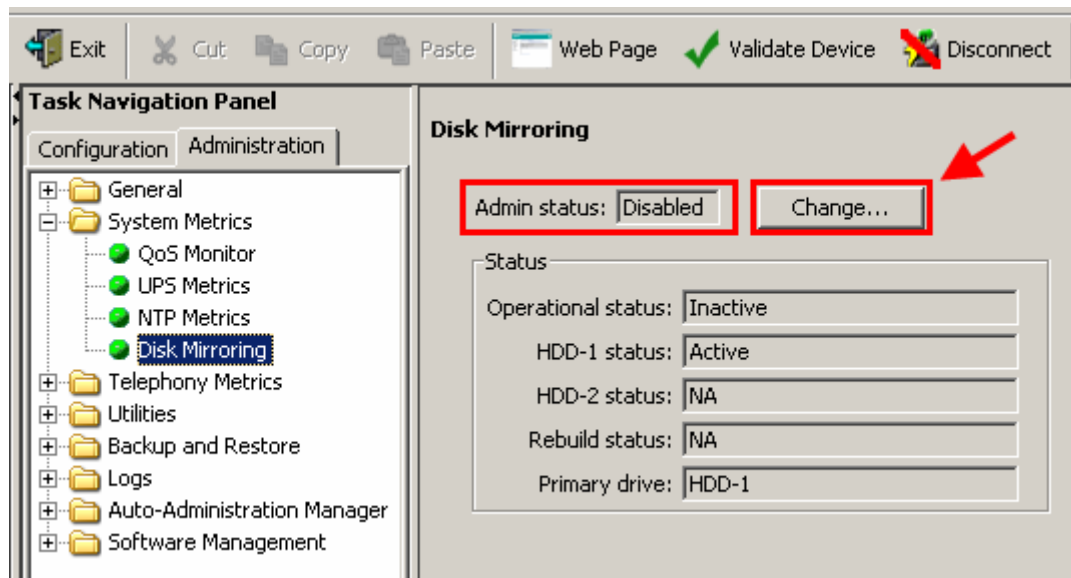 Exit Cut Copy Paste Web Page Validate Device Disconnect
Task Navigation Panel
Configuration Administration
General
System Metrics
QoS Monitor
UPS Metrics
NTP Metrics
Disk Mirroring
Telephony Metrics
Utilities
Backup and Restore
Logs
Auto-Administration Manager
Software Management
Disk Mirroring
Admin status: Disabled Change...
Status
Operational status: Inactive
HDD-1 status: Active
HDD-2 status: NA
Rebuild status: NA
Primary drive: HDD-1